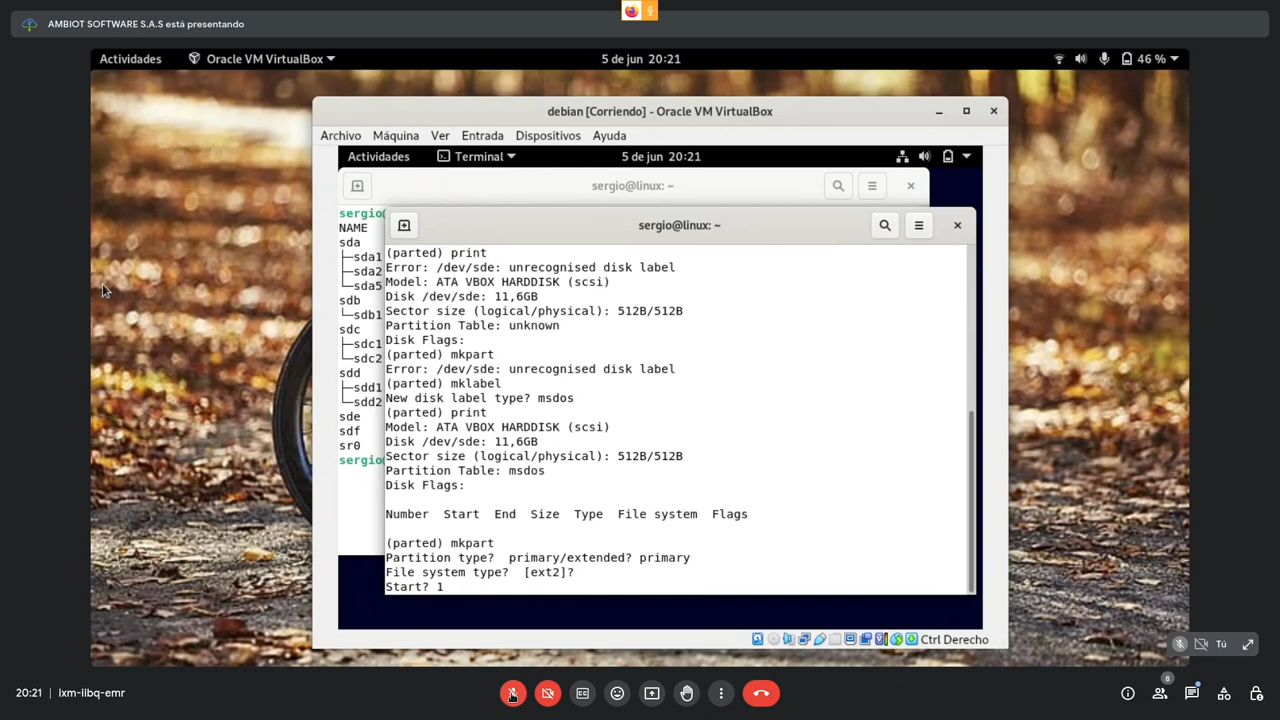 AMBIOT SOFTWARE S.A.S está presentando
Actividades
Oracle VM VirtualBox
5 de jun 20:21
46 %
debian [Corriendo] - Oracle VM VirtualBox
Archivo Máquina Ver Entrada Dispositivos Ayuda
Actividades
Terminal
5 de jun 20:21
sergio@linux: ~
sergio@
NAME
sda
├─sda1
├─sda2
└─sda5
sdb
└─sdb1
sdc
├─sdc1
└─sdc2
sdd
├─sdd1
└─sdd2
sde
sdf
sr0
sergio
sergio@linux: ~
(parted) print
Error: /dev/sde: unrecognised disk label
Model: ATA VBOX HARDDISK (scsi)
Disk /dev/sde: 11,6GB
Sector size (logical/physical): 512B/512B
Partition Table: unknown
Disk Flags:
(parted) mkpart
Error: /dev/sde: unrecognised disk label
(parted) mklabel
New disk label type? msdos
(parted) print
Model: ATA VBOX HARDDISK (scsi)
Disk /dev/sde: 11,6GB
Sector size (logical/physical): 512B/512B
Partition Table: msdos
Disk Flags:
Number  Start  End  Size  Type  File system  Flags
(parted) mkpart
Partition type?  primary/extended? primary
File system type?  [ext2]?
Start? 1
Ctrl Derecho
Tú
20:21
ixm-iibq-emr
8